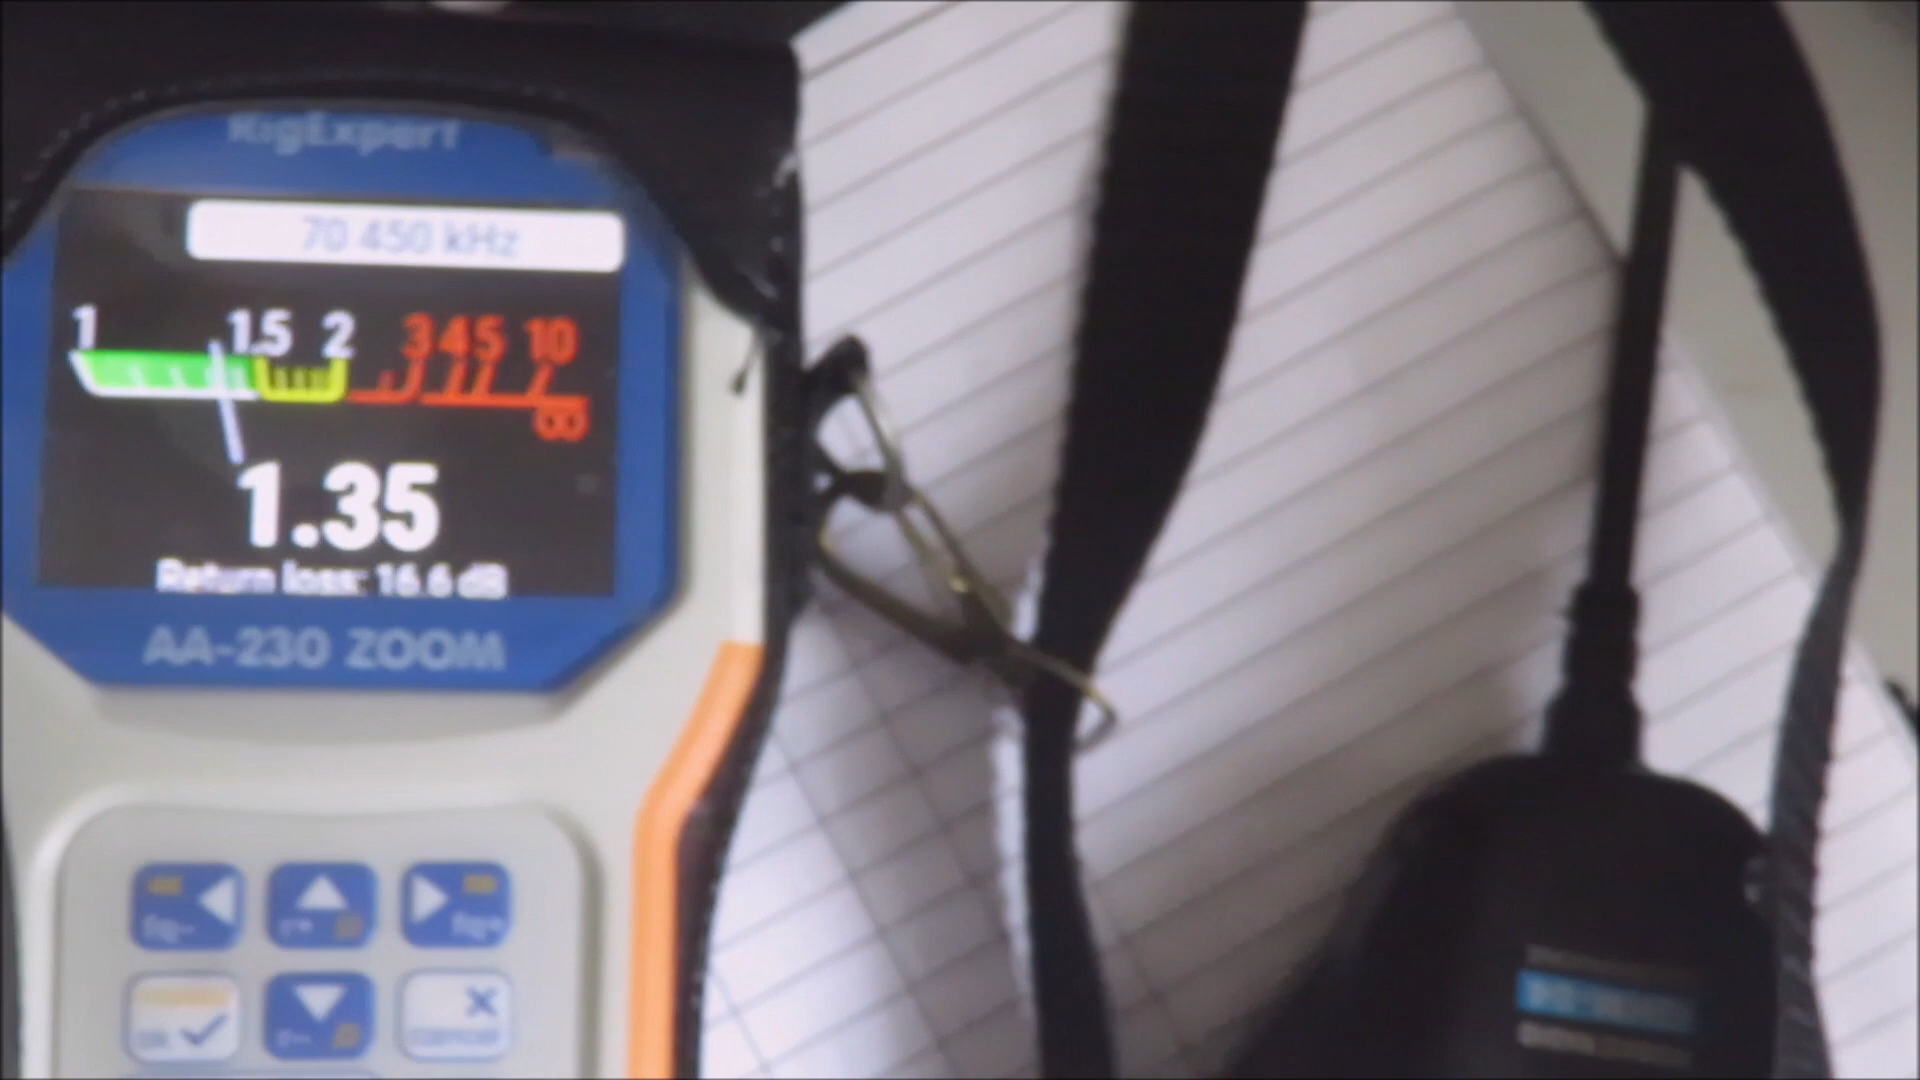 RigExpert
70 450 kHz
1 1.5 2 3 4 5 10
∞
1.35
Return loss: 16.6 dB
AA-230 ZOOM
cancel